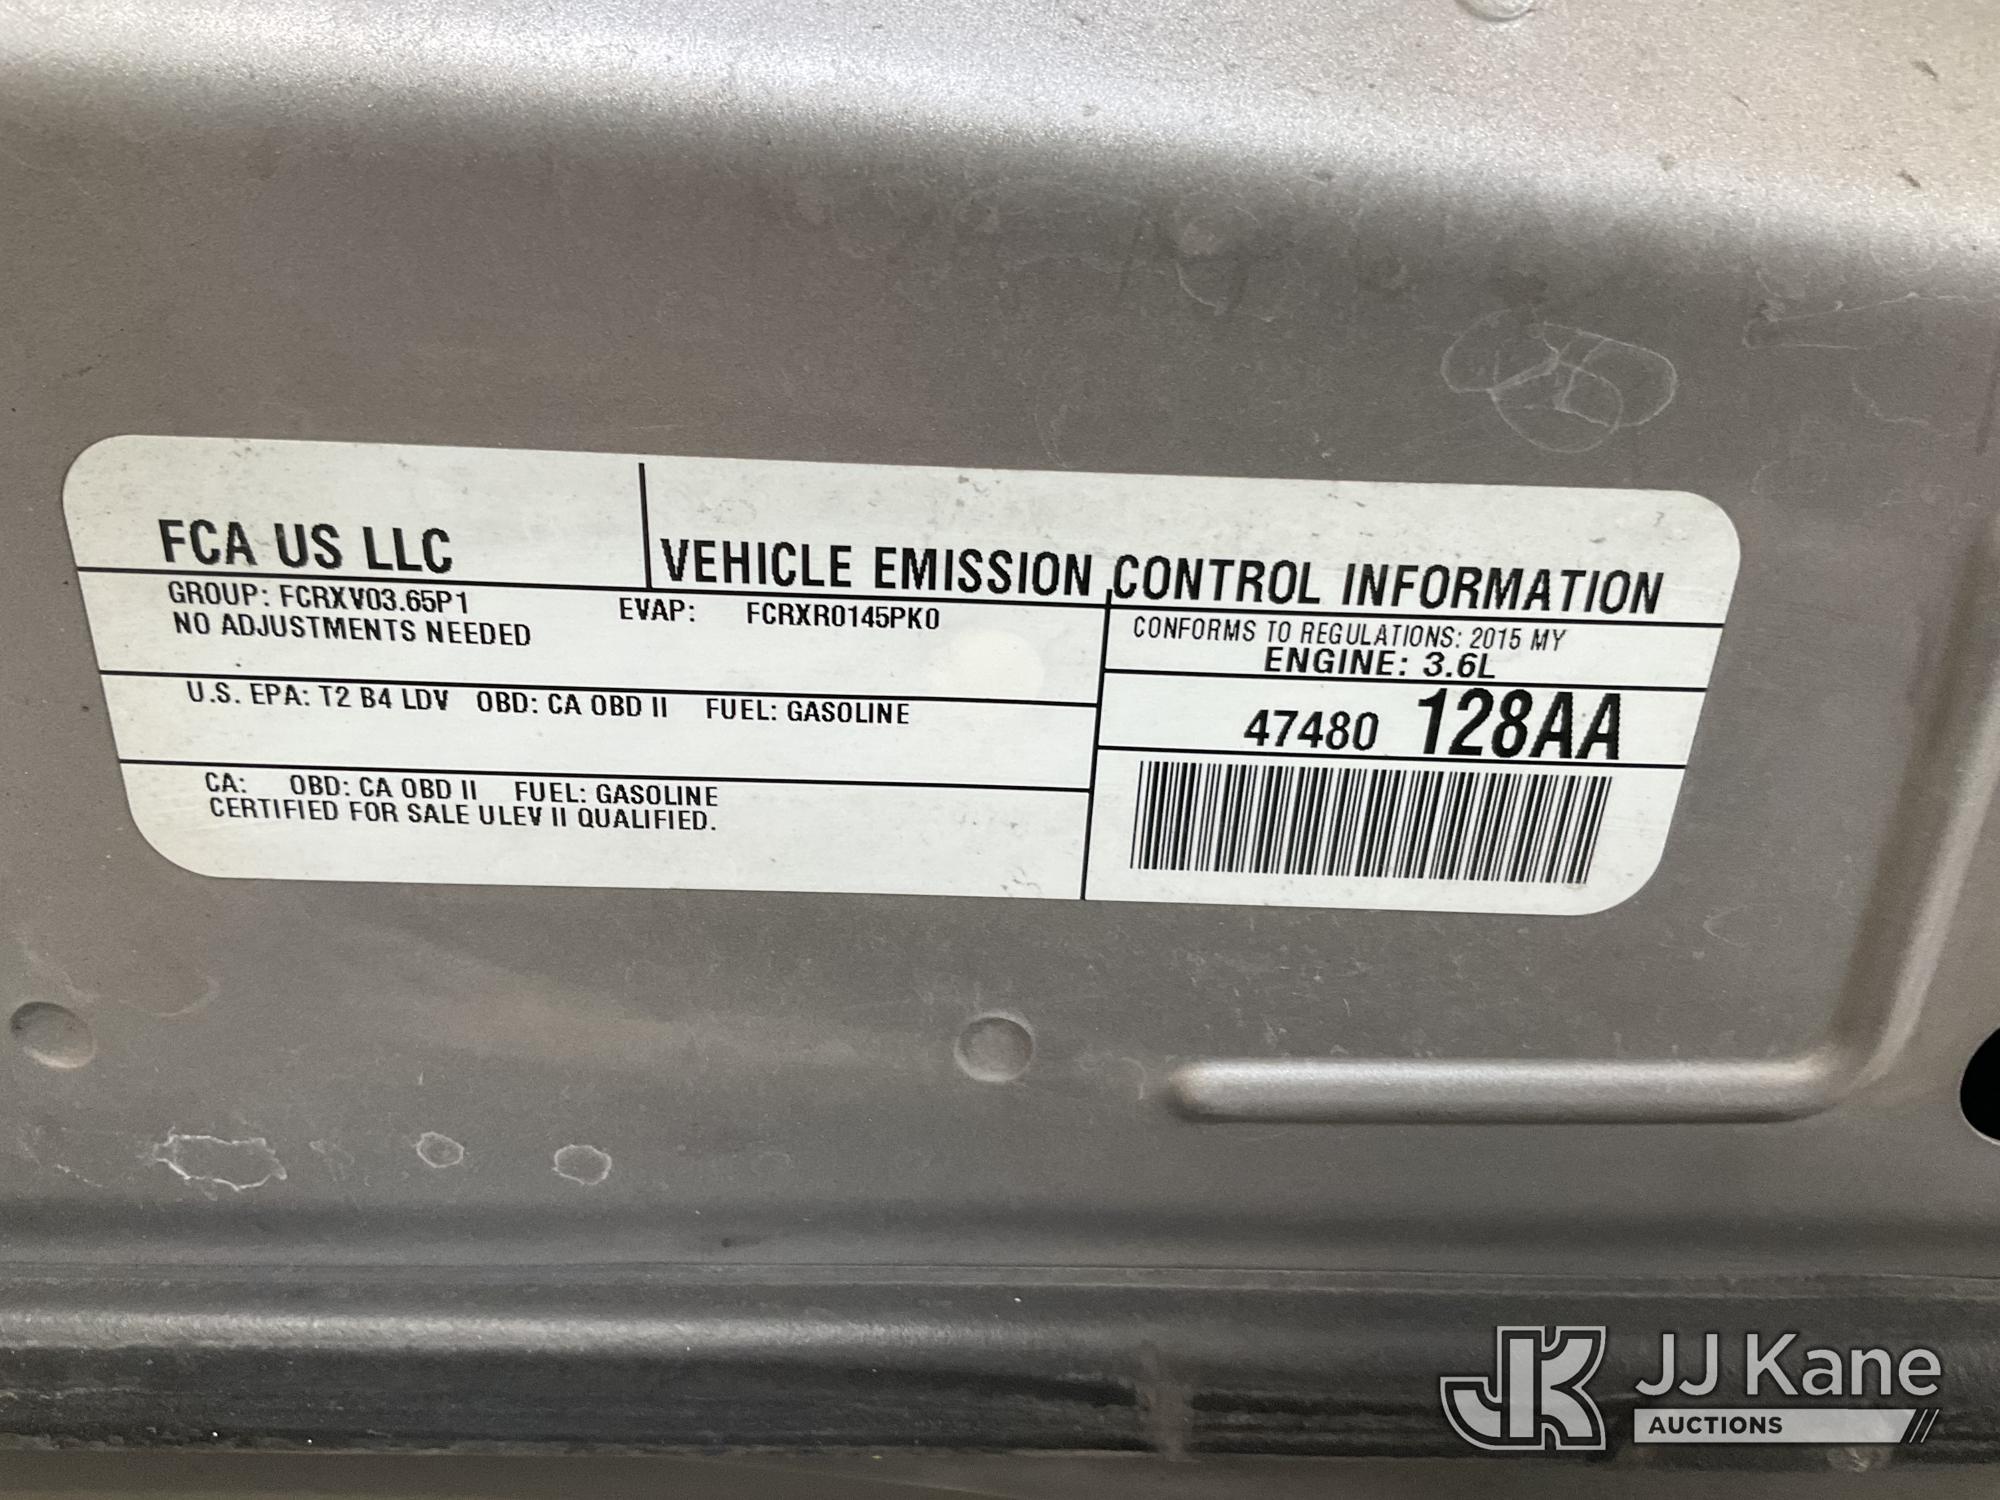 FCA US LLC
VEHICLE EMISSION CONTROL INFORMATION
GROUP: FCRXV03.65P1
EVAP: FCRXR0145PK0
NO ADJUSTMENTS NEEDED
CONFORMS TO REGULATIONS: 2015 MY
ENGINE: 3.6L
U.S. EPA: T2 B4 LDV OBD: CA OBD II FUEL: GASOLINE
47480 128AA
CA: OBD: CA OBD II FUEL: GASOLINE
CERTIFIED FOR SALE ULEV II QUALIFIED.
JK JJ Kane
AUCTIONS